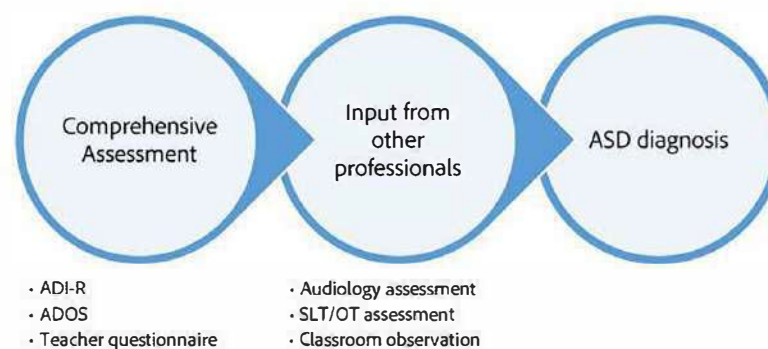 Comprehensive
Assessment
Input from
other
professionals
ASD diagnosis
· ADI-R
· ADOS
· Teacher questionnaire
· Audiology assessment
· SLT/OT assessment
· Classroom observation